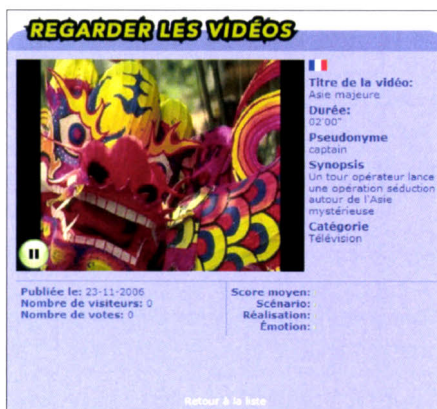 REGARDER LES VIDÉOS
Titre de la vidéo:
Asie majeure
Durée:
02'00"
Pseudonyme
captain
Synopsis
Un tour opérateur lance
une opération séduction
autour de l'Asie
mystérieuse
Catégorie
Télévision
Publiée le: 23-11-2006
Nombre de visiteurs: 0
Nombre de votes: 0
Score moyen:
Scénario:
Réalisation:
Émotion:
Retour à la liste